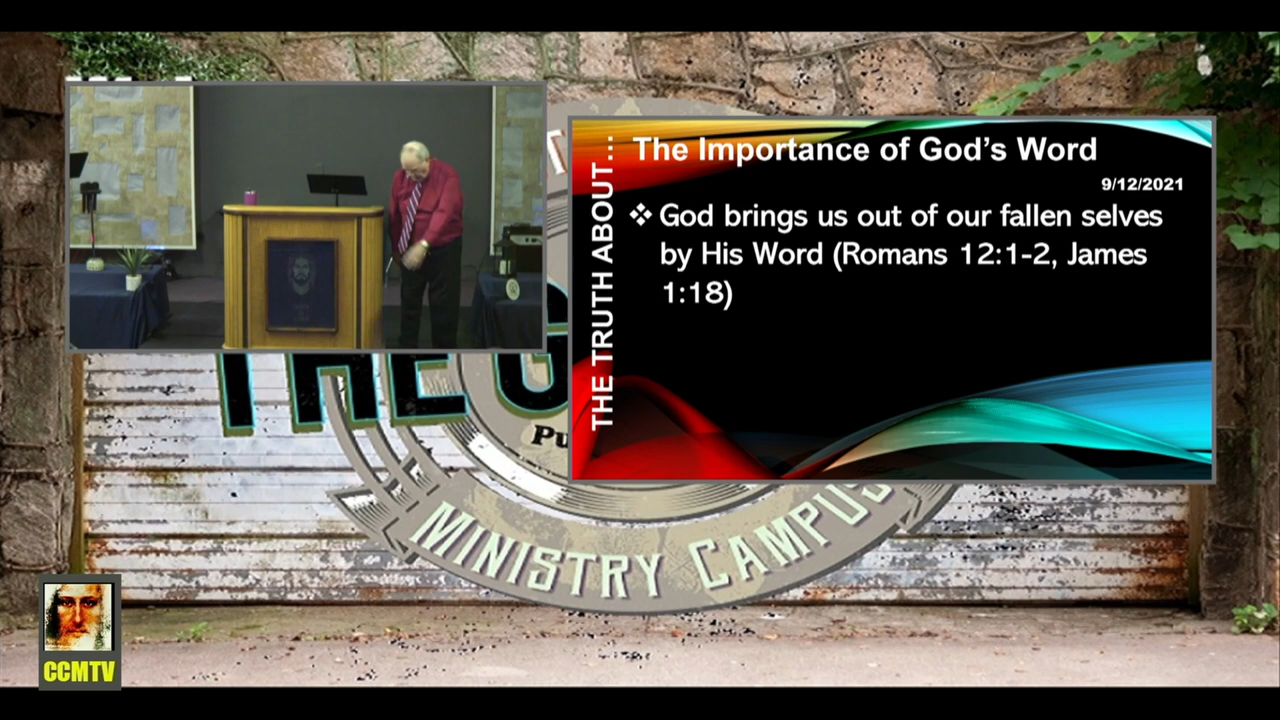 The Importance of God's Word
9/12/2021
THE TRUTH ABOUT...
❖ God brings us out of our fallen selves
by His Word (Romans 12:1-2, James
1:18)
THE
MINISTRY CAMPUS
CCMTV